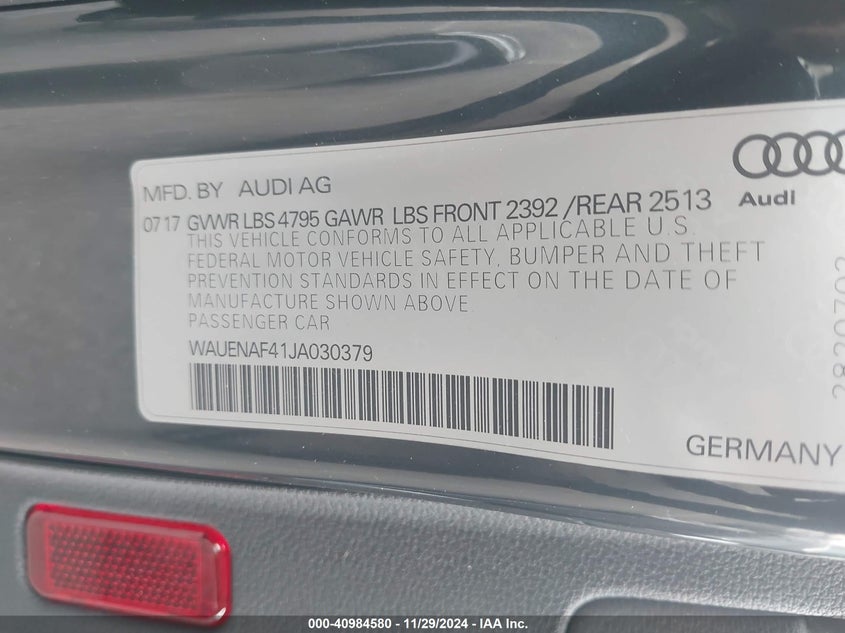 MFD. BY AUDI AG
Audi
07 17 GVWR LBS 4795 GAWR LBS FRONT 2392 /REAR 2513
THIS VEHICLE CONFORMS TO ALL APPLICABLE U.S.
FEDERAL MOTOR VEHICLE SAFETY, BUMPER AND THEFT
PREVENTION STANDARDS IN EFFECT ON THE DATE OF
MANUFACTURE SHOWN ABOVE
PASSENGER CAR
WAUENAF41JA030379
GERMANY
000-40984580 - 11/29/2024 - IAA Inc.